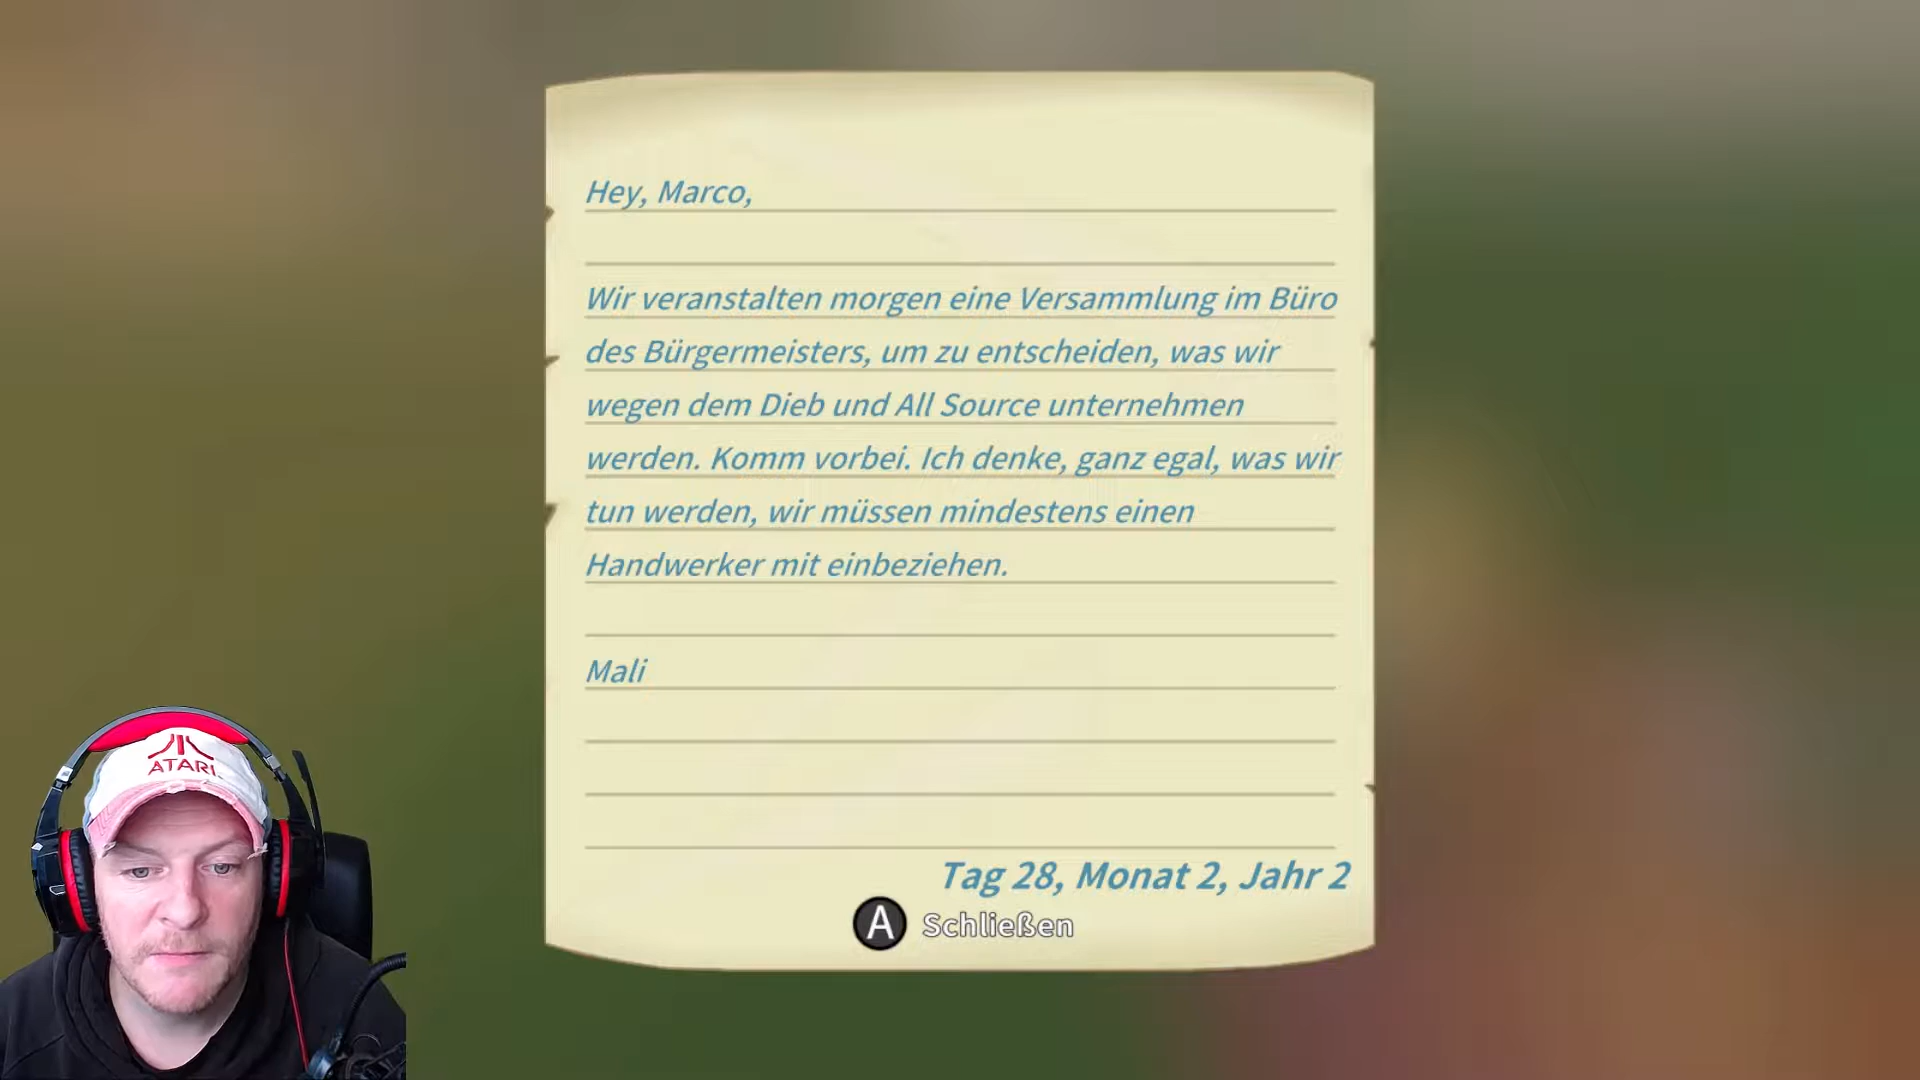 Hey, Marco,
Wir veranstalten morgen eine Versammlung im Büro
des Bürgermeisters, um zu entscheiden, was wir
wegen dem Dieb und All Source unternehmen
werden. Komm vorbei. Ich denke, ganz egal, was wir
tun werden, wir müssen mindestens einen
Handwerker mit einbeziehen.
Mali
ATARI
Tag 28, Monat 2, Jahr 2
A Schließen